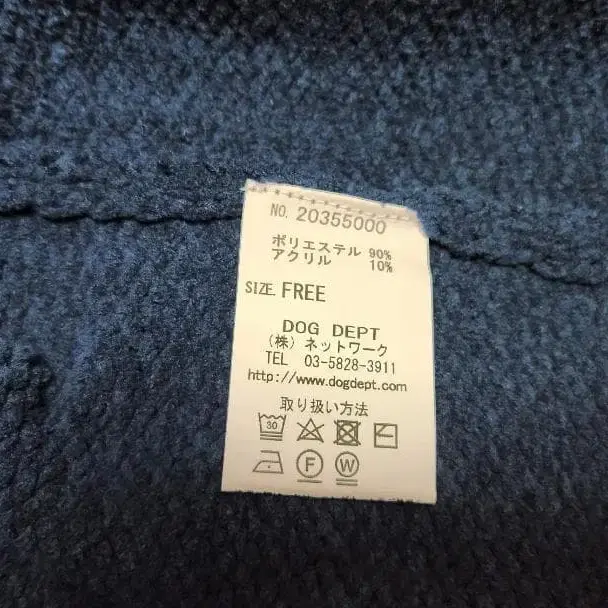 NO. 20355000
ポリエステル 90%
アクリル 10%
SIZE. FREE
DOG DEPT
(株) ネットワーク
TEL 03-5828-3911
http://www.dogdept.com
取り扱い方法
30
F W